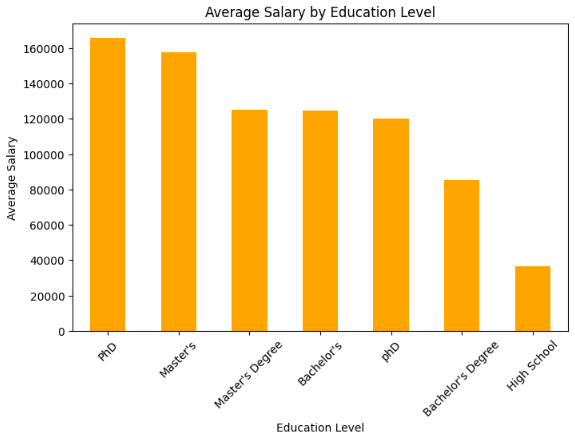 Average Salary by Education Level
Average Salary
160000
140000
120000
100000
80000
60000
40000
20000
0
PhD
Master's
Master's Degree
Bachelor's
phD
Bachelor's Degree
High School
Education Level